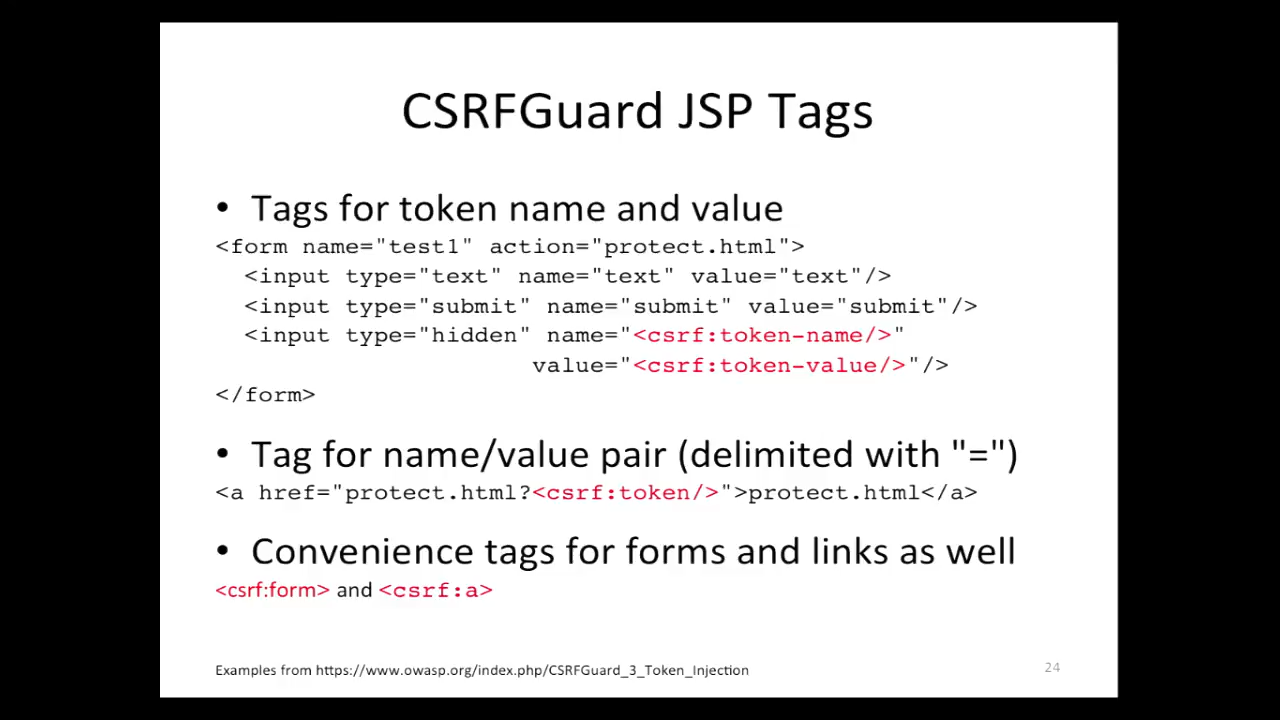 CSRFGuard JSP Tags
• Tags for token name and value
<form name="test1" action="protect.html">
<input type="text" name="text" value="text"/>
<input type="submit" name="submit" value="submit"/>
<input type="hidden" name="<csrf:token-name/>"
value="<csrf:token-value/>"/>
</form>
• Tag for name/value pair (delimited with "=")
<a href="protect.html?<csrf:token/>">protect.html</a>
• Convenience tags for forms and links as well
<csrf:form> and <csrf:a>
Examples from https://www.owasp.org/index.php/CSRFGuard_3_Token_Injection
24